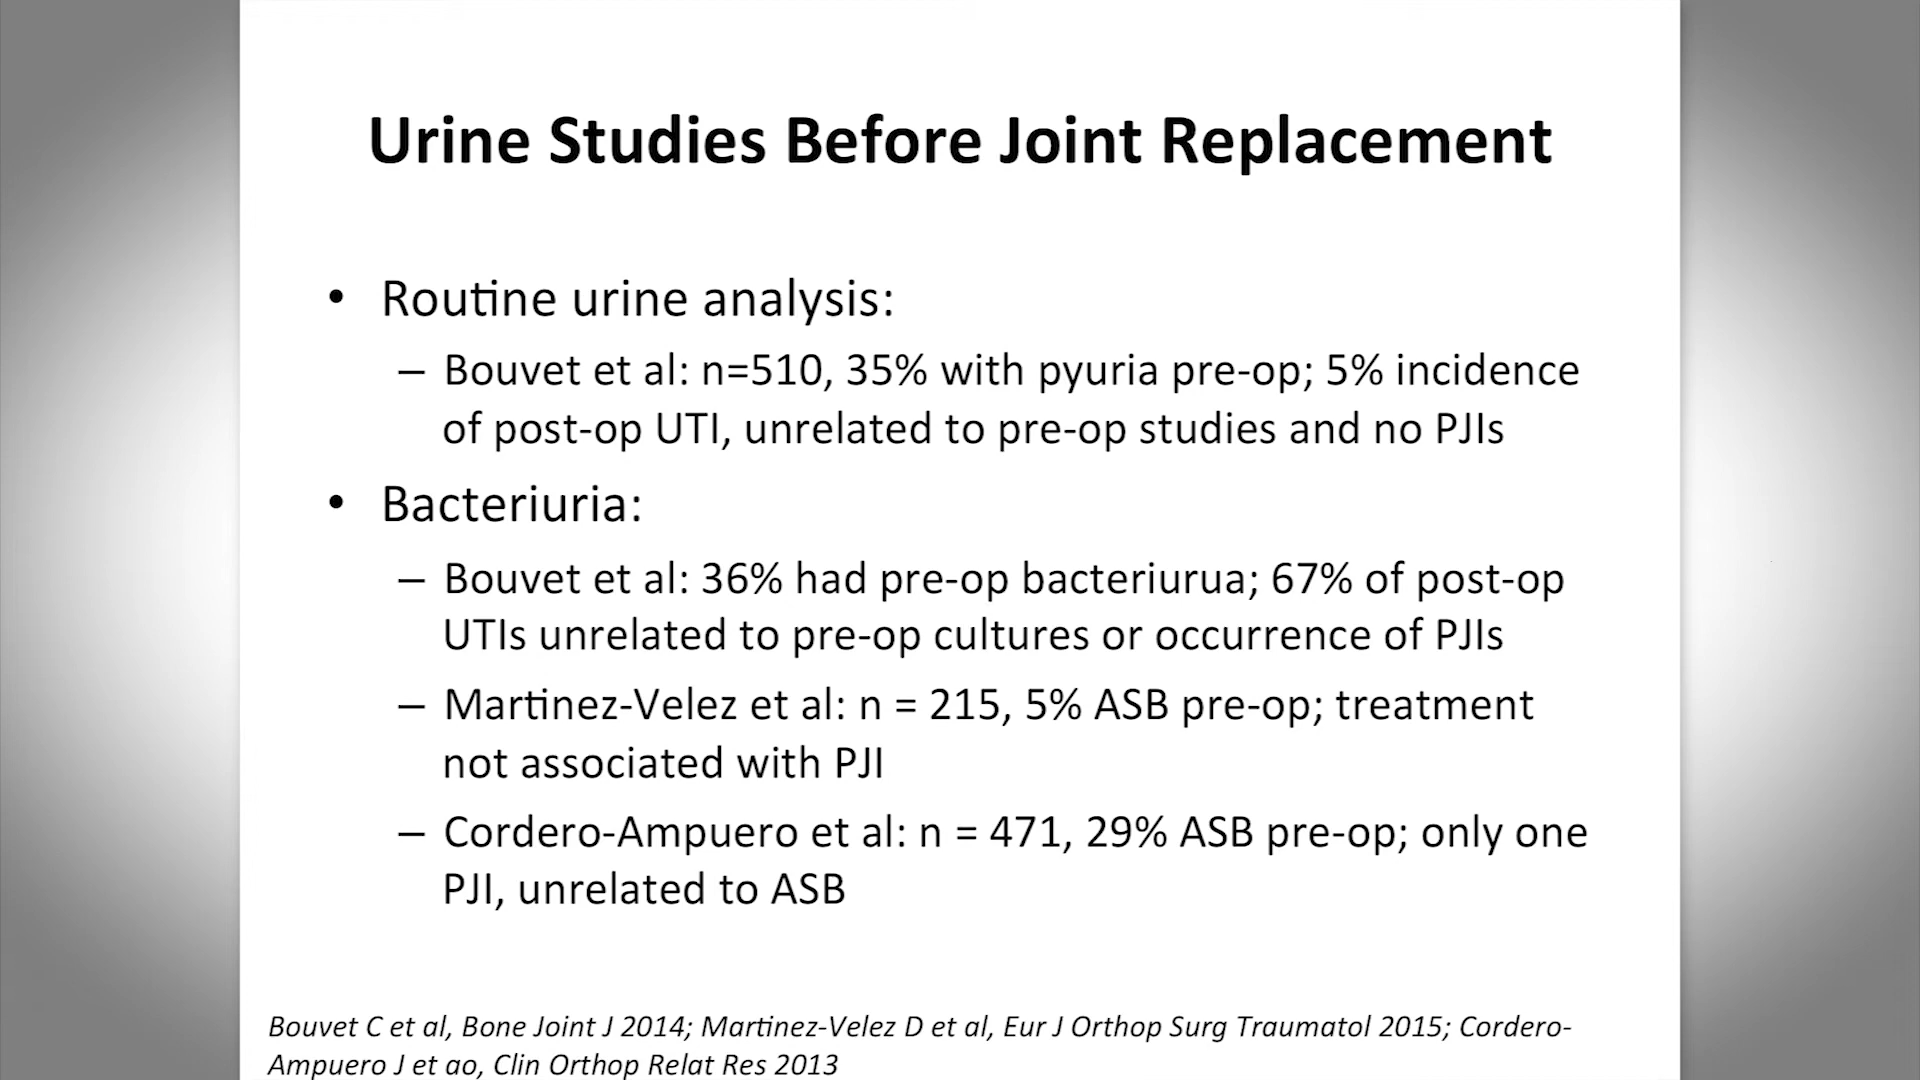 Urine Studies Before Joint Replacement
• Routine urine analysis:
– Bouvet et al: n=510, 35% with pyuria pre-op; 5% incidence
of post-op UTI, unrelated to pre-op studies and no PJIs
• Bacteriuria:
– Bouvet et al: 36% had pre-op bacteriurua; 67% of post-op
UTIs unrelated to pre-op cultures or occurrence of PJIs
– Martinez-Velez et al: n = 215, 5% ASB pre-op; treatment
not associated with PJI
– Cordero-Ampuero et al: n = 471, 29% ASB pre-op; only one
PJI, unrelated to ASB
Bouvet C et al, Bone Joint J 2014; Martinez-Velez D et al, Eur J Orthop Surg Traumatol 2015; Cordero-
Ampuero J et ao, Clin Orthop Relat Res 2013